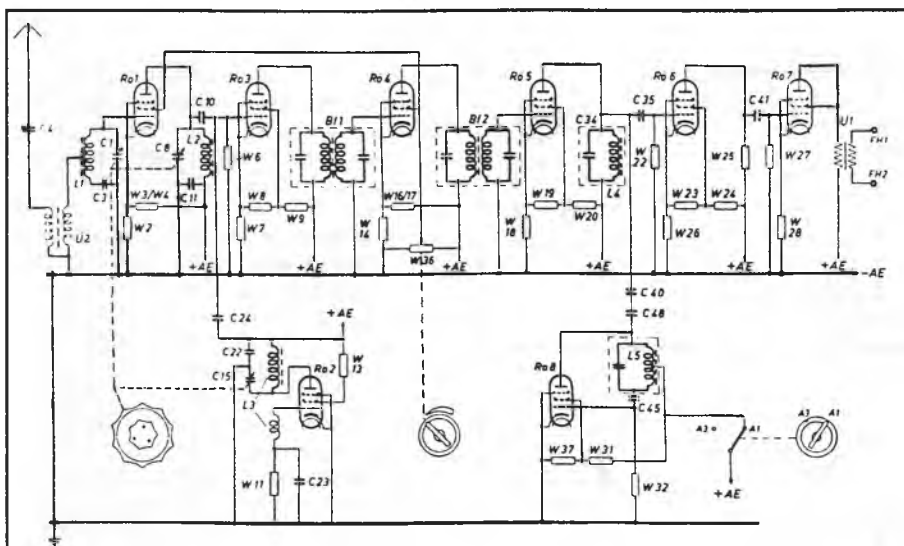 Rö1
Rö3
Rö4
Rö5
Rö6
Rö7
C10
C35
C41
U1
C1
C8
L2
Bf1
Bf2
C34
FH1
FH2
W6
W22
W25
W27
L1
C3
C11
W3/W4
W8
W9
W16/17
W19
W20
L4
W23
W24
W2
W7
W14
W18
W26
W28
U2
W36
+AE
+AE
+AE
+AE
+AE
+AE
-AE
C24
C40
C48
+AE
C22
C15
Rö2
W13
L3
Rö8
L5
C45
A3
A1
A3
A1
W37
W31
W11
C23
W32
+AE